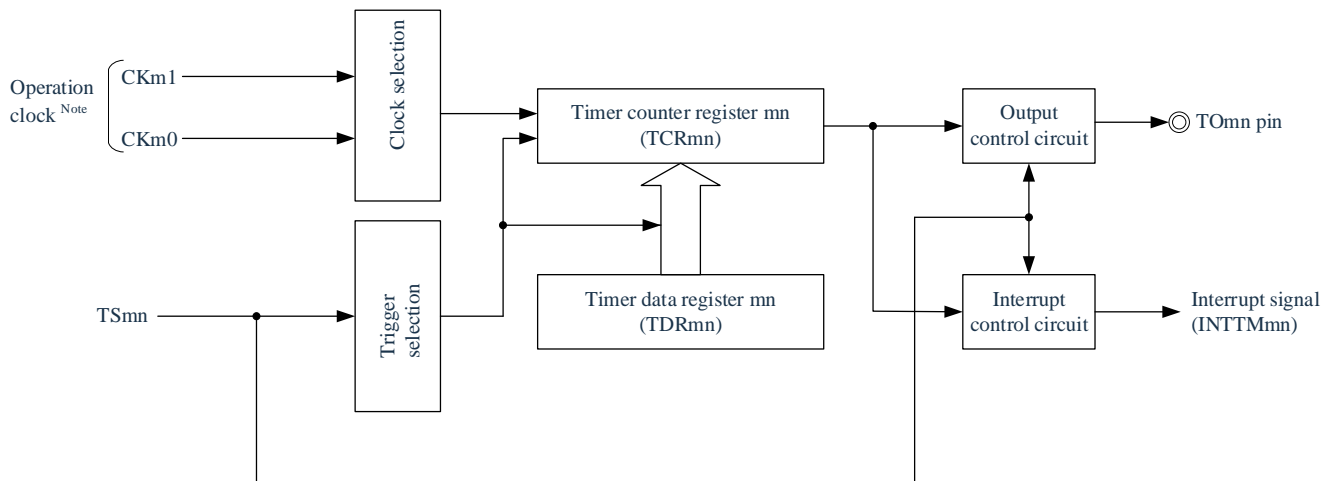 Operation
clock Note
CKm1
CKm0
Clock selection
Timer counter register mn
(TCRmn)
Output
control circuit
TOmn pin
TSmn
Trigger
selection
Timer data register mn
(TDRmn)
Interrupt
control circuit
Interrupt signal
(INTTMmn)